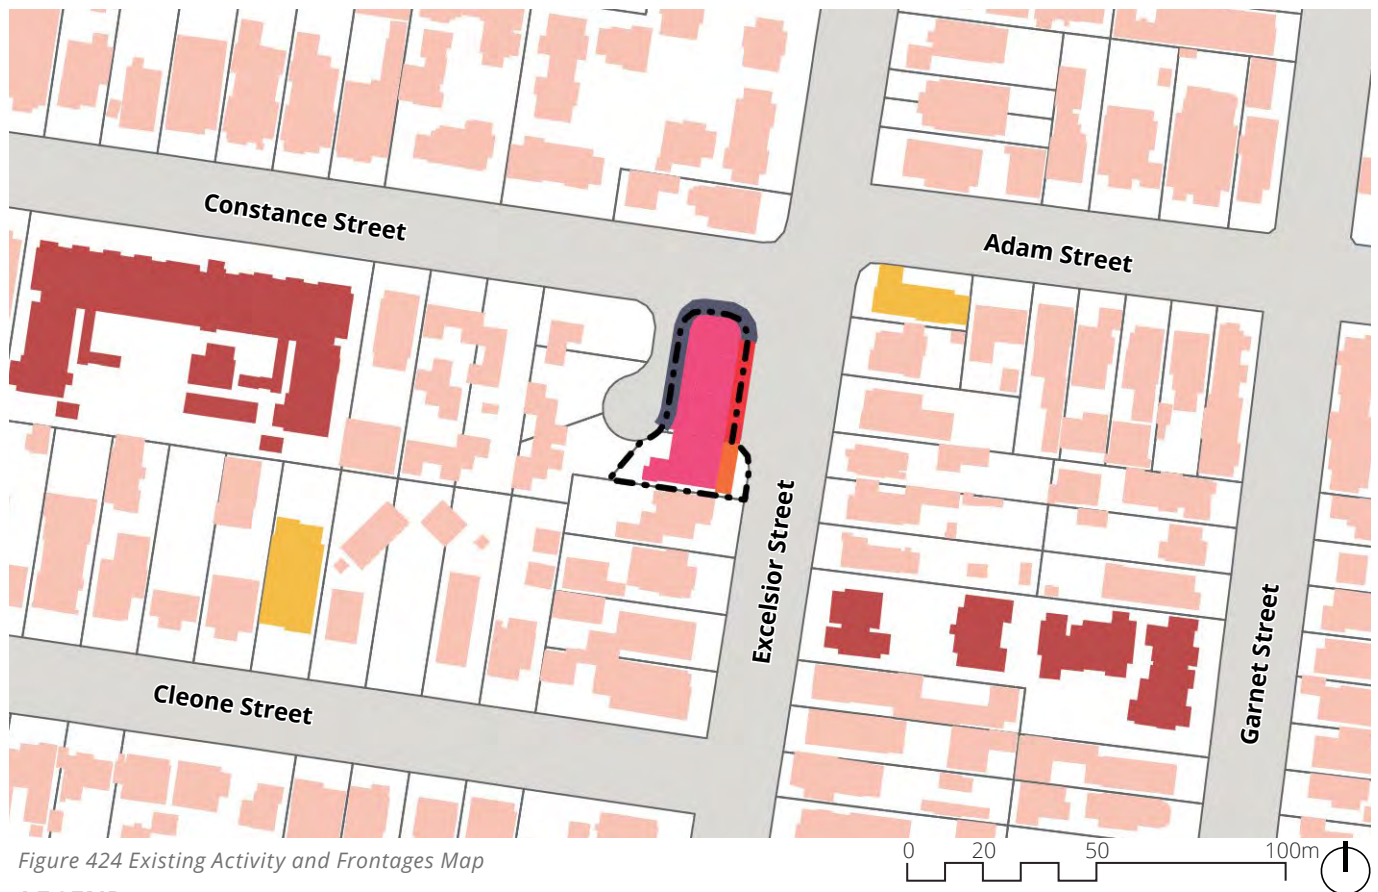 Constance Street
Adam Street
Excelsior Street
Garnet Street
Cleone Street
Figure 424 Existing Activity and Frontages Map
0 20 50 100m